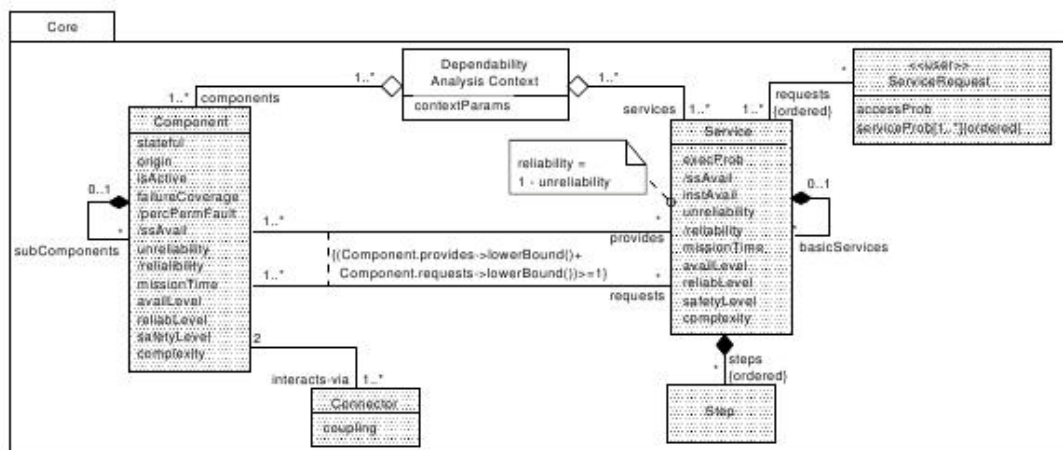 Core
Dependability
Analysis Context
contextParams
1..*
1..*
1..*
components
services
1..*
1..*
requests
{ordered}
*
<<user>>
ServiceRequest
accessProb
serviceProb[1..*]{ordered}
Component
stateful
origin
isActive
failureCoverage
/percPermFault
/ssAvail
unreliability
/relialibility
missionTime
availLevel
reliabLevel
safetyLevel
complexity
0..1
*
subComponents
reliability =
1 - unreliability
Service
execProb
/ssAvail
instAvail
unreliability
/reliability
missionTime
availLevel
reliabLevel
safetyLevel
complexity
0..1
*
basicServices
1..*
*
provides
{(Component.provides->lowerBound()+
Component.requests->lowerBound())>=1}
1..*
*
requests
2
interacts-via
1..*
Connector
coupling
steps
*
{ordered}
Step